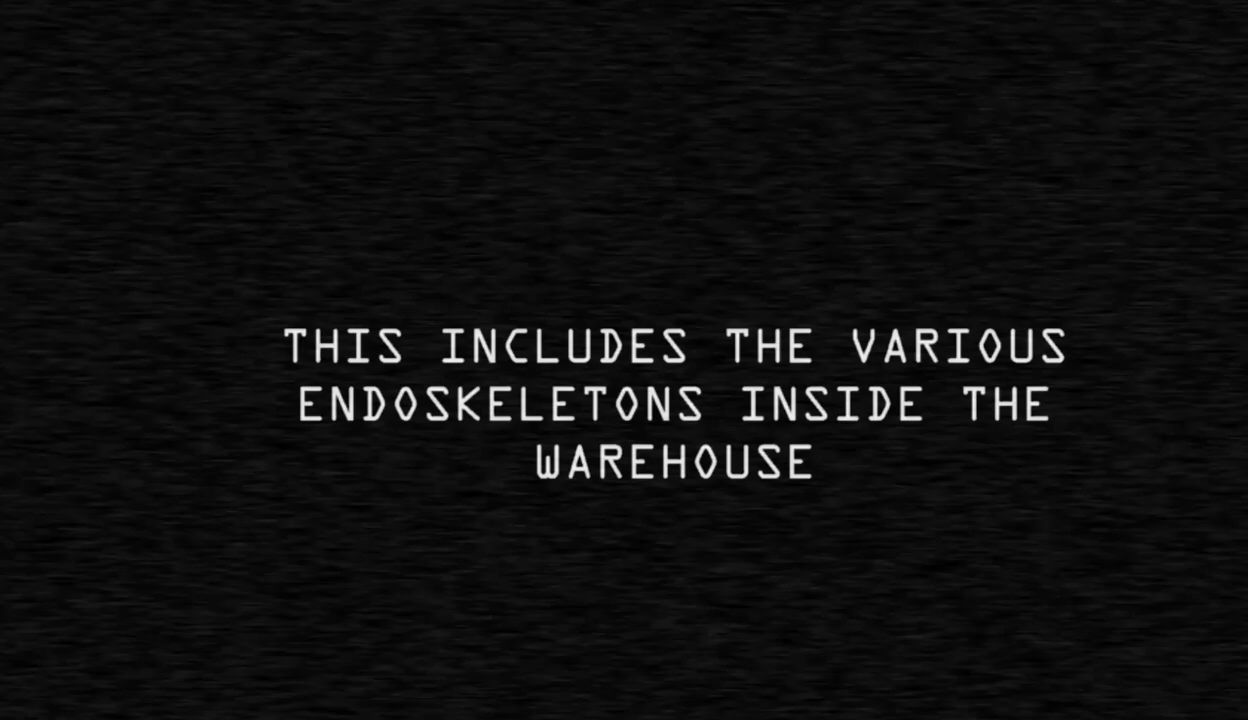 THIS INCLUDES THE VARIOUS
ENDOSKELETONS INSIDE THE
WAREHOUSE